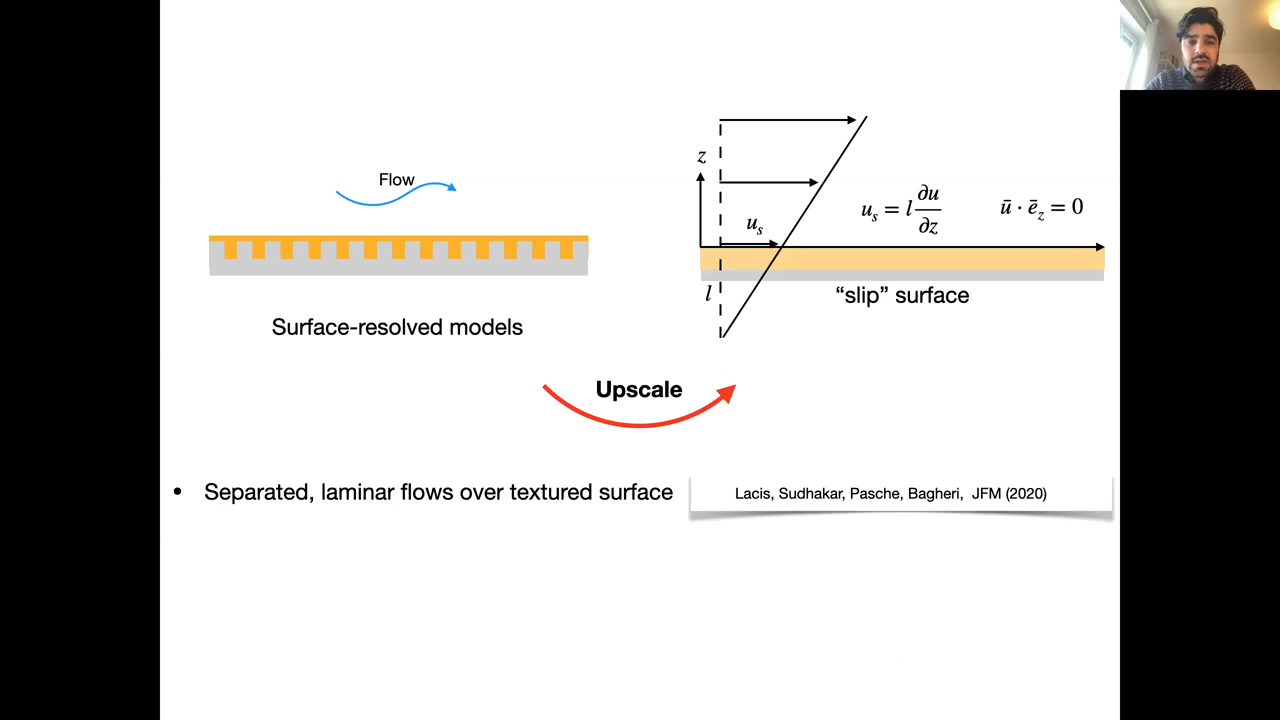 Flow
Surface-resolved models
z
u_s
l
u_s = l ∂u/∂z
ū · ē_z = 0
“slip” surface
Upscale
• Separated, laminar flows over textured surface
Lacis, Sudhakar, Pasche, Bagheri, JFM (2020)